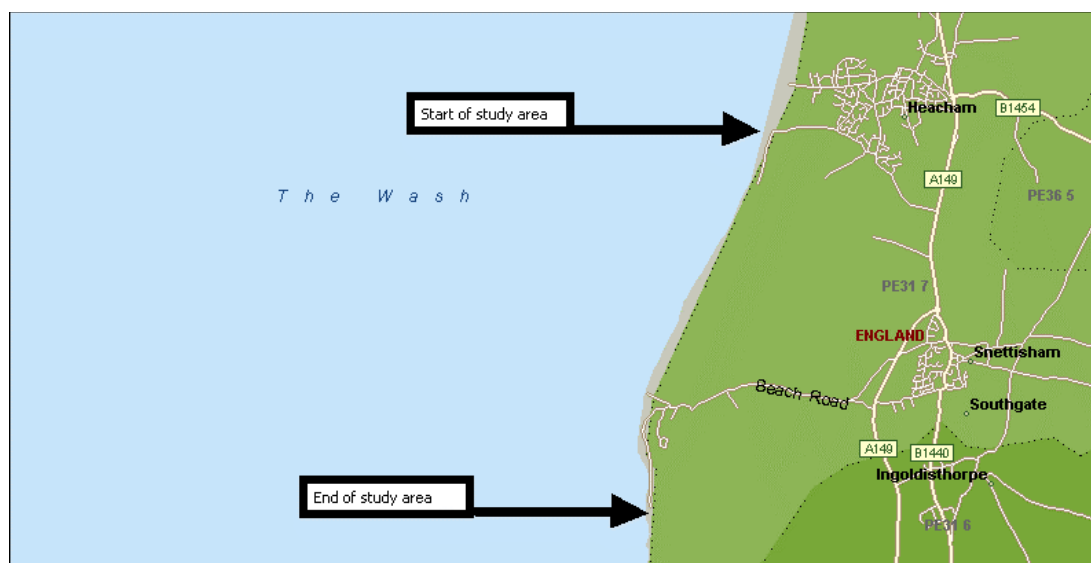 Start of study area
Heacham
B1454
The Wash
A149
PE36 5
PE31 7
ENGLAND
Snettisham
Beach Road
Southgate
A149
B1440
Ingoldisthorpe
End of study area
PE31 6